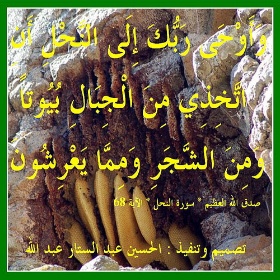 وَأَوْحَى رَبُّكَ إِلَى النَّحْلِ أَنِ
اتَّخِذِي مِنَ الْجِبَالِ بُيُوتاً
وَمِنَ الشَّجَرِ وَمِمَّا يَعْرِشُونَ
صدق الله العظيم * سورة النحل * الآية 68
تصميم وتنفيذ : الحسين عبد الستار عبد الله